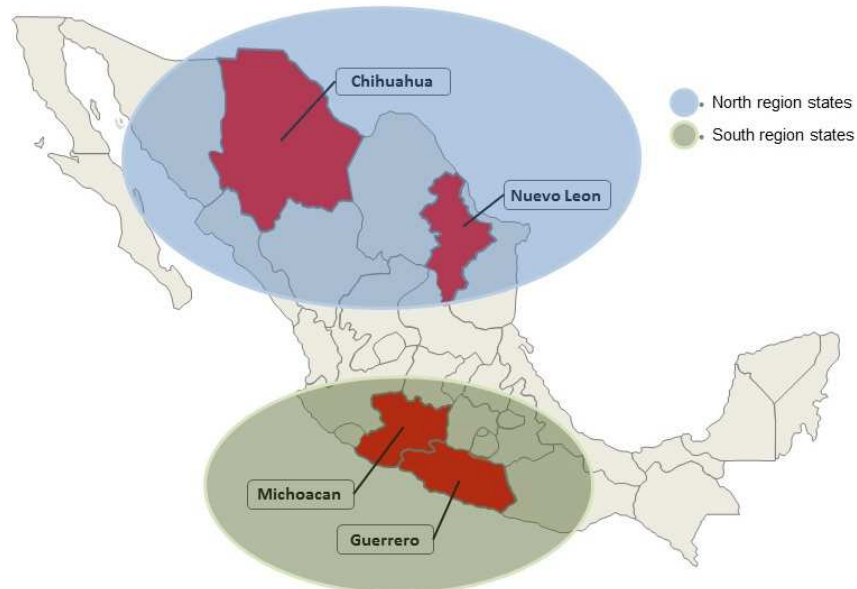 Chihuahua
North region states
South region states
Nuevo Leon
Michoacan
Guerrero